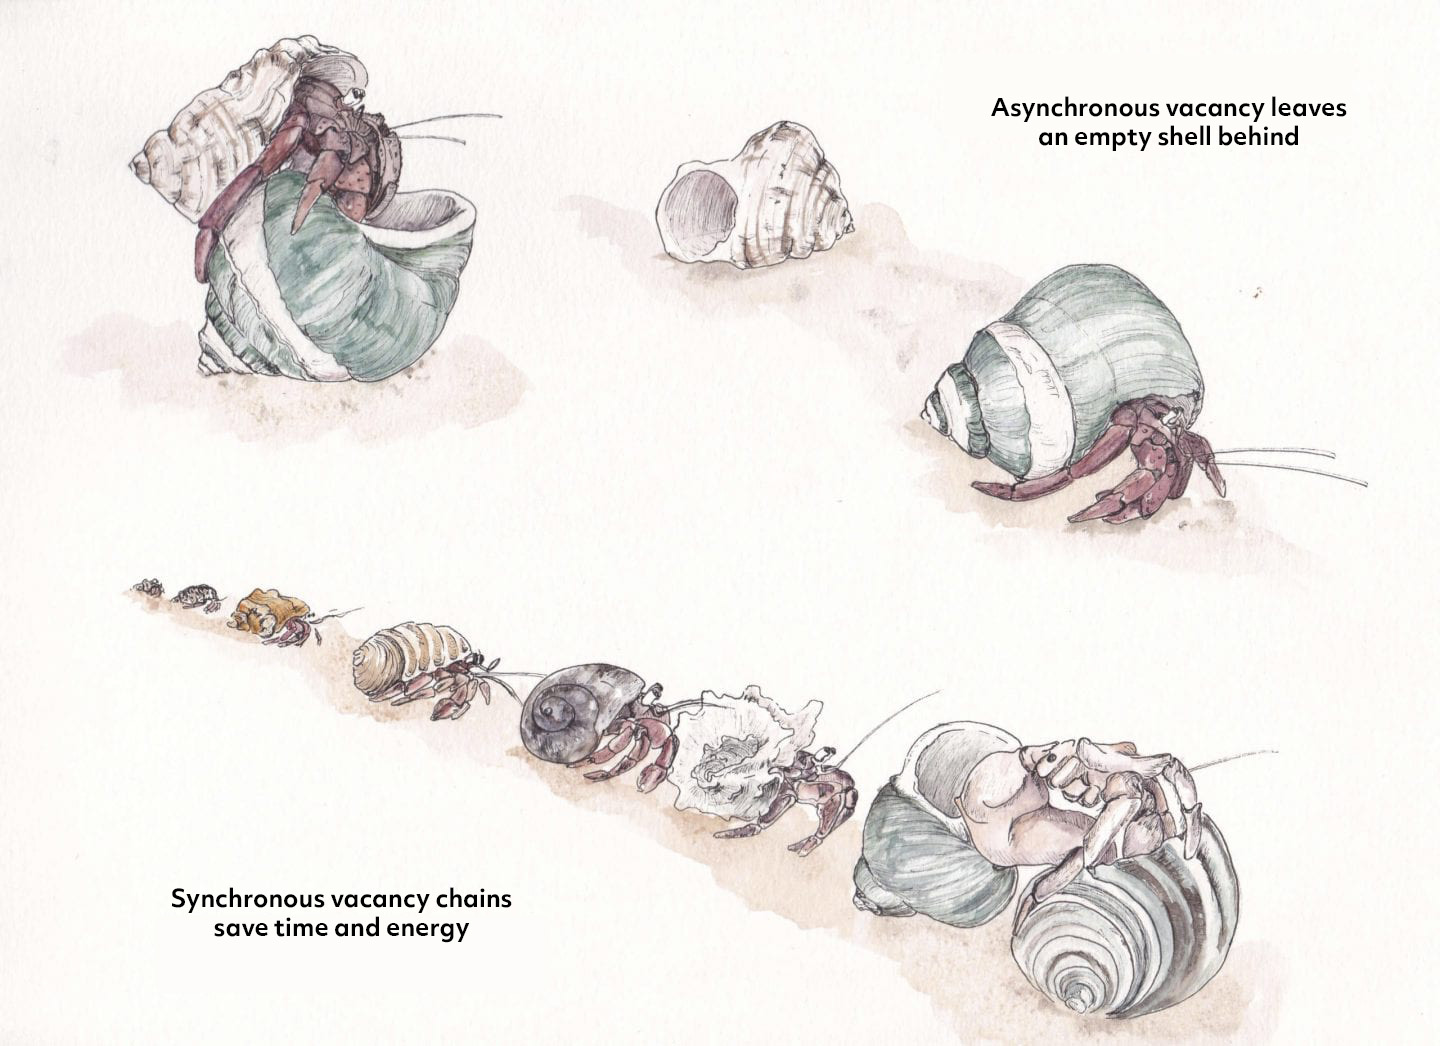 Asynchronous vacancy leaves
an empty shell behind
Synchronous vacancy chains
save time and energy